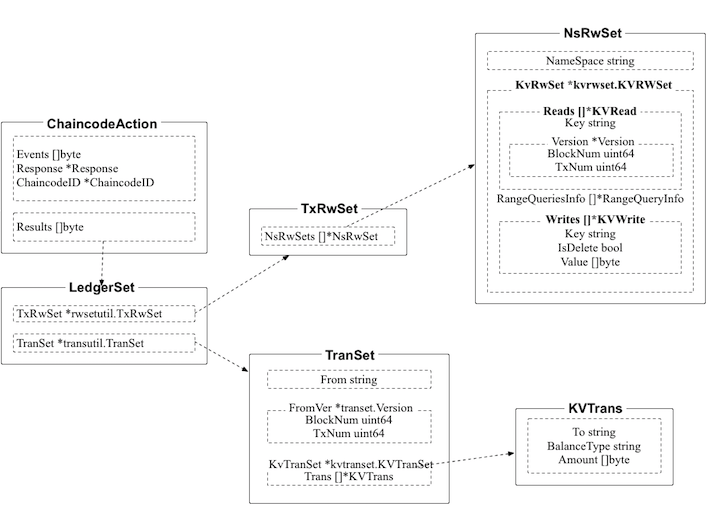 ChaincodeAction
Events []byte
Response *Response
ChaincodeID *ChaincodeID
Results []byte
LedgerSet
TxRwSet *rwsetutil.TxRwSet
TranSet *transutil.TranSet
TxRwSet
NsRwSets []*NsRwSet
NsRwSet
NameSpace string
KvRwSet *kvrwset.KVRWSet
Reads []*KVRead
Key string
Version *Version
BlockNum uint64
TxNum uint64
RangeQueriesInfo []*RangeQueryInfo
Writes []*KVWrite
Key string
IsDelete bool
Value []byte
TranSet
From string
FromVer *transet.Version
BlockNum uint64
TxNum uint64
KvTranSet *kvtranset.KVTranSet
Trans []*KVTrans
KVTrans
To string
BalanceType string
Amount []byte